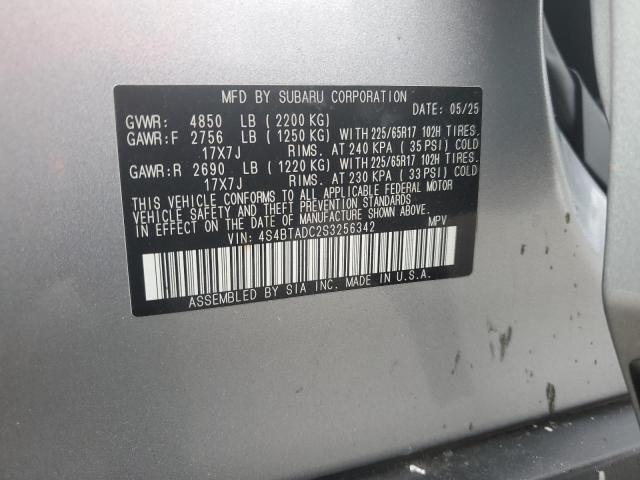 MFD BY SUBARU CORPORATION
DATE: 05/25
GVWR: 4850 LB (2200 KG)
GAWR:F 2756 LB (1250 KG) WITH 225/65R17 102H TIRES.
17X7J RIMS. AT 240 KPA (35 PSI) COLD
GAWR:R 2690 LB (1220 KG) WITH 225/65R17 102H TIRES.
17X7J RIMS. AT 230 KPA (33 PSI) COLD
THIS VEHICLE CONFORMS TO ALL APPLICABLE FEDERAL MOTOR
VEHICLE SAFETY AND THEFT PREVENTION STANDARDS IN EFFECT
ON THE DATE OF MANUFACTURE SHOWN ABOVE.
VIN: 4S4BTADC2S3256342 MPV
ASSEMBLED BY SIA INC. MADE IN U.S.A.